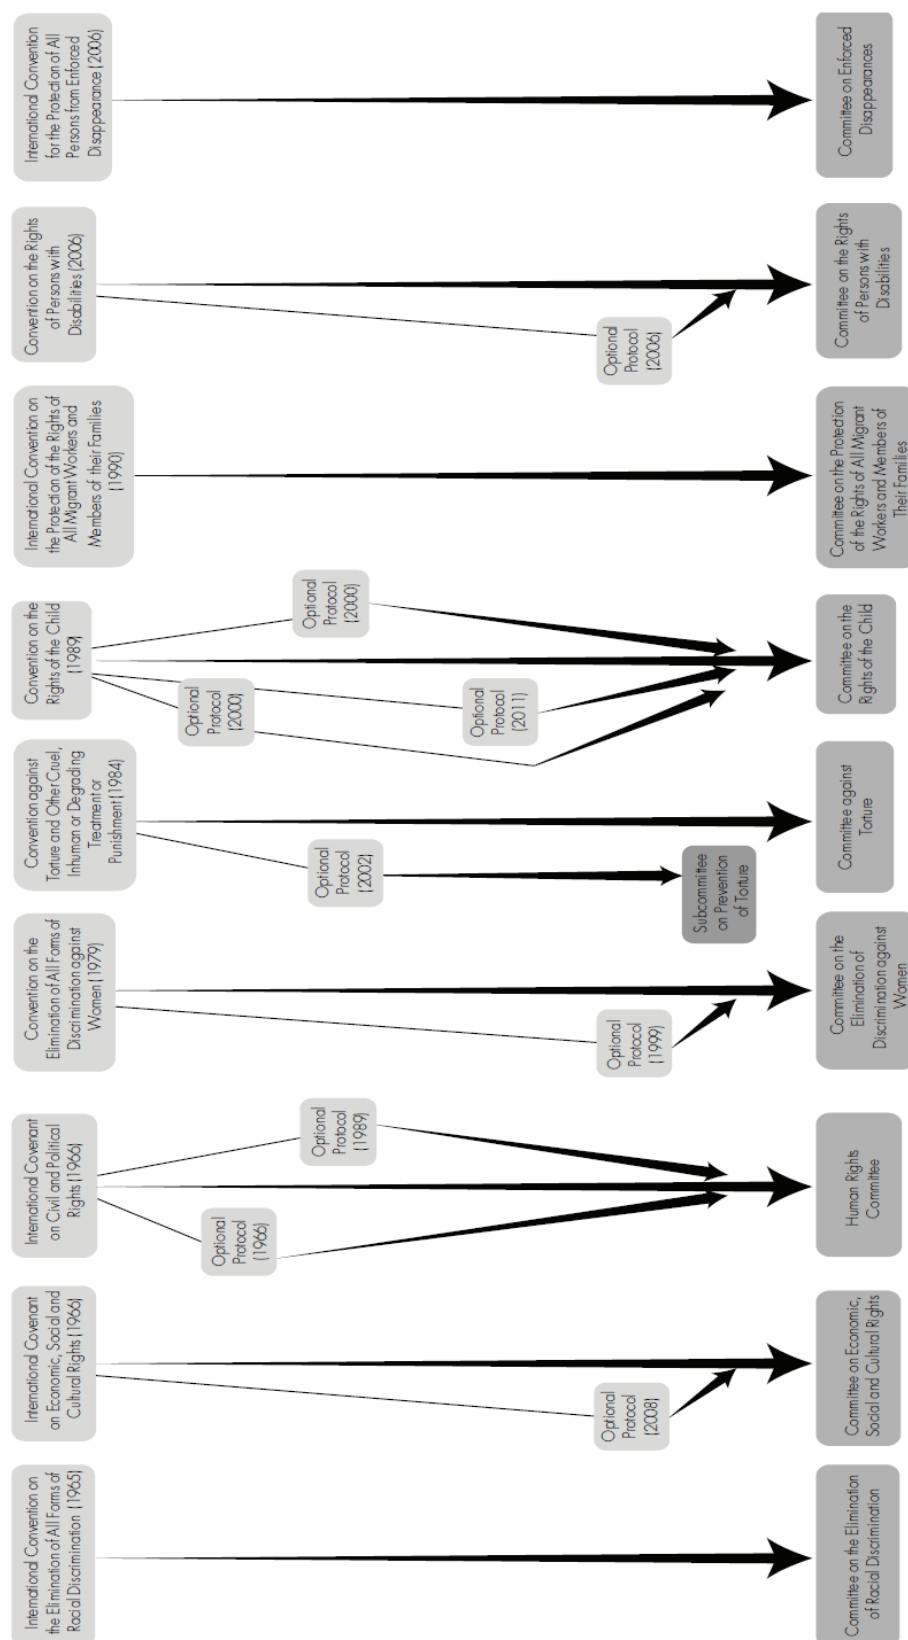 International Convention
for the Protection of All
Persons from Enforced
Disappearance (2006)
Committee on Enforced
Disappearances
Convention on the Rights
of Persons with
Disabilities (2006)
Optional
Protocol
(2006)
Committee on the Rights
of Persons with
Disabilities
International Convention on
the Protection of the Rights of
All Migrant Workers and
Members of their Families
(1990)
Committee on the Protection
of the Rights of All Migrant
Workers and Members of
Their Families
Convention on the
Rights of the Child
(1989)
Optional
Protocol
(2000)
Optional
Protocol
(2000)
Optional
Protocol
(2011)
Committee on the
Rights of the Child
Convention against
Torture and Other Cruel,
Inhuman or Degrading
Treatment or
Punishment (1984)
Optional
Protocol
(2002)
Subcommittee
on Prevention
of Torture
Committee against
Torture
Convention on the
Elimination of All Forms of
Discrimination against
Women (1979)
Optional
Protocol
(1999)
Committee on the
Elimination of
Discrimination against
Women
International Covenant
on Civil and Political
Rights (1966)
Optional
Protocol
(1989)
Optional
Protocol
(1966)
Human Rights
Committee
International Covenant
on Economic, Social and
Cultural Rights (1966)
Optional
Protocol
(2008)
Committee on Economic,
Social and Cultural Rights
International Convention on
the Elimination of All Forms of
Racial Discrimination (1965)
Committee on the Elimination
of Racial Discrimination